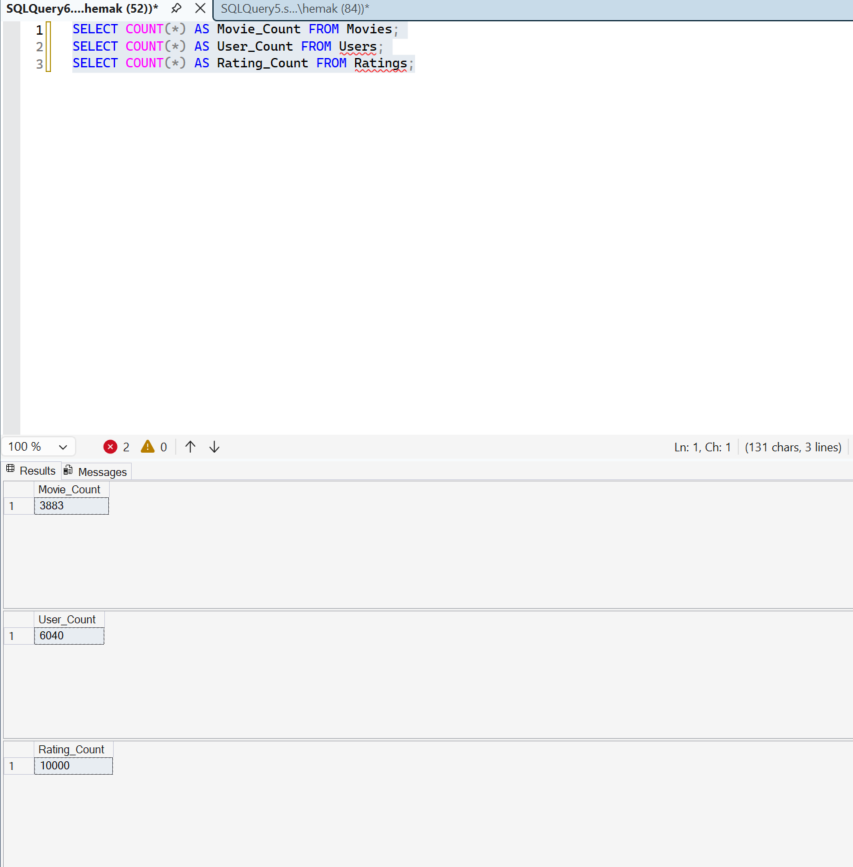 SQLQuery6....hemak (52))* SQLQuery5.s...\hemak (84))*
1 SELECT COUNT(*) AS Movie_Count FROM Movies;
2 SELECT COUNT(*) AS User_Count FROM Users;
3 SELECT COUNT(*) AS Rating_Count FROM Ratings;
100 % 2 0 Ln: 1, Ch: 1 (131 chars, 3 lines)
Results Messages
Movie_Count
1 3883
User_Count
1 6040
Rating_Count
1 10000